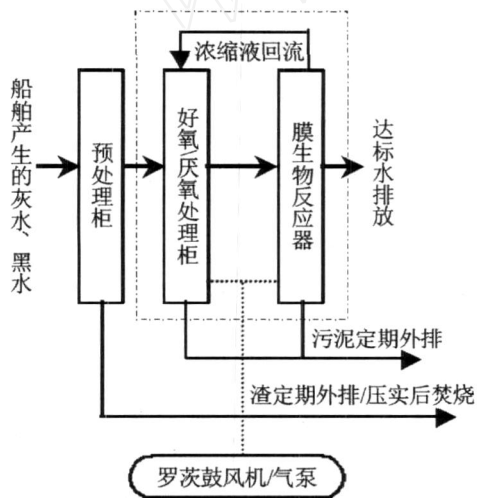 浓缩液回流
船舶产生的灰水、黑水
预处理柜
好氧/厌氧处理柜
膜生物反应器
达标水排放
污泥定期外排
渣定期外排/压实后焚烧
罗茨鼓风机/气泵